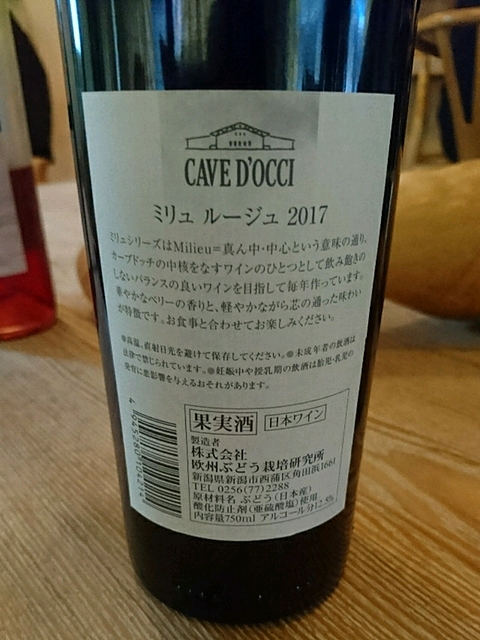 CAVE D'OCCI
ミリュ ルージュ 2017
ミリュシリーズはMilieu=真ん中・中心という意味の通り、
カーブドッチの中核をなすワインのひとつとして飲み飽きの
しないバランスの良いワインを目指して毎年作っています。
華やかなベリーの香りと、軽やかながら芯の通った味わい
が特徴です。お食事と合わせてお楽しみください。
●高温、直射日光を避けて保存してください。●未成年者の飲酒は
法律で禁じられています。●妊娠中や授乳期の飲酒は胎児・乳児の
発育に悪影響を与えるおそれがあります。
果実酒 日本ワイン
製造者
株式会社
欧州ぶどう栽培研究所
新潟県新潟市西蒲区角田浜1661
TEL 0256(77)2288
原材料名 ぶどう(日本産)
酸化防止剤(亜硫酸塩)使用
内容量750ml アルコール分12.5%